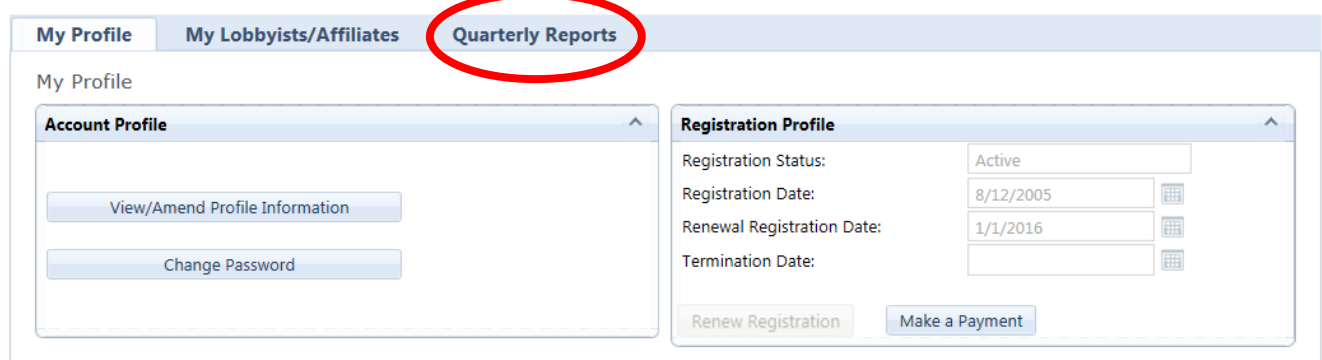 My Profile My Lobbyists/Affiliates Quarterly Reports
My Profile
Account Profile
View/Amend Profile Information
Change Password
Registration Profile
Registration Status: Active
Registration Date: 8/12/2005
Renewal Registration Date: 1/1/2016
Termination Date:
Renew Registration Make a Payment